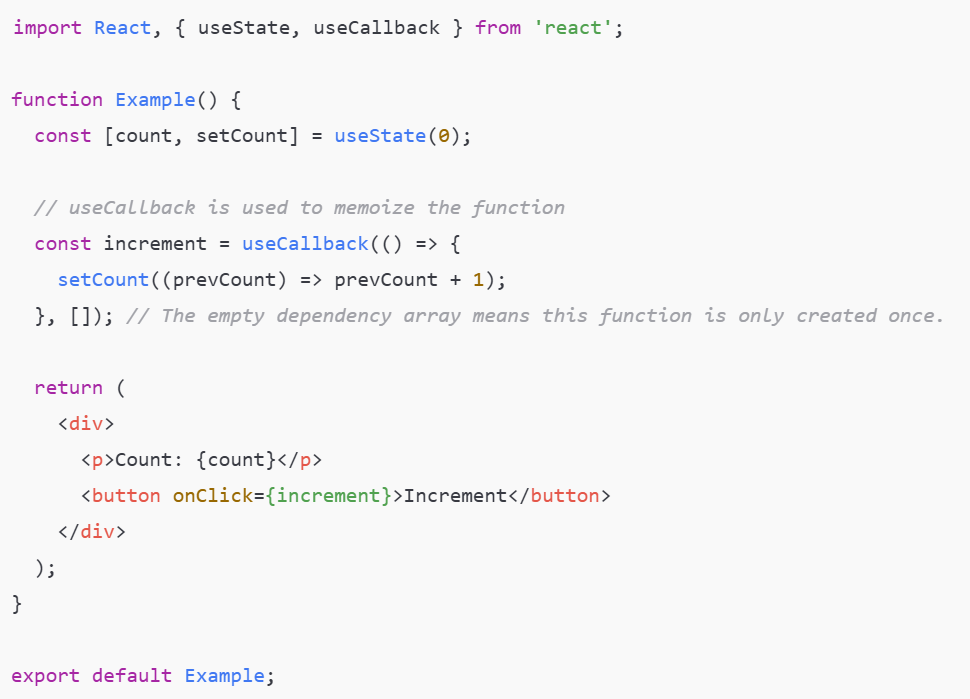 import React, { useState, useCallback } from 'react';
function Example() {
  const [count, setCount] = useState(0);
  // useCallback is used to memoize the function
  const increment = useCallback(() => {
    setCount((prevCount) => prevCount + 1);
  }, []); // The empty dependency array means this function is only created once.
  return (
    <div>
      <p>Count: {count}</p>
      <button onClick={increment}>Increment</button>
    </div>
  );
}
export default Example;